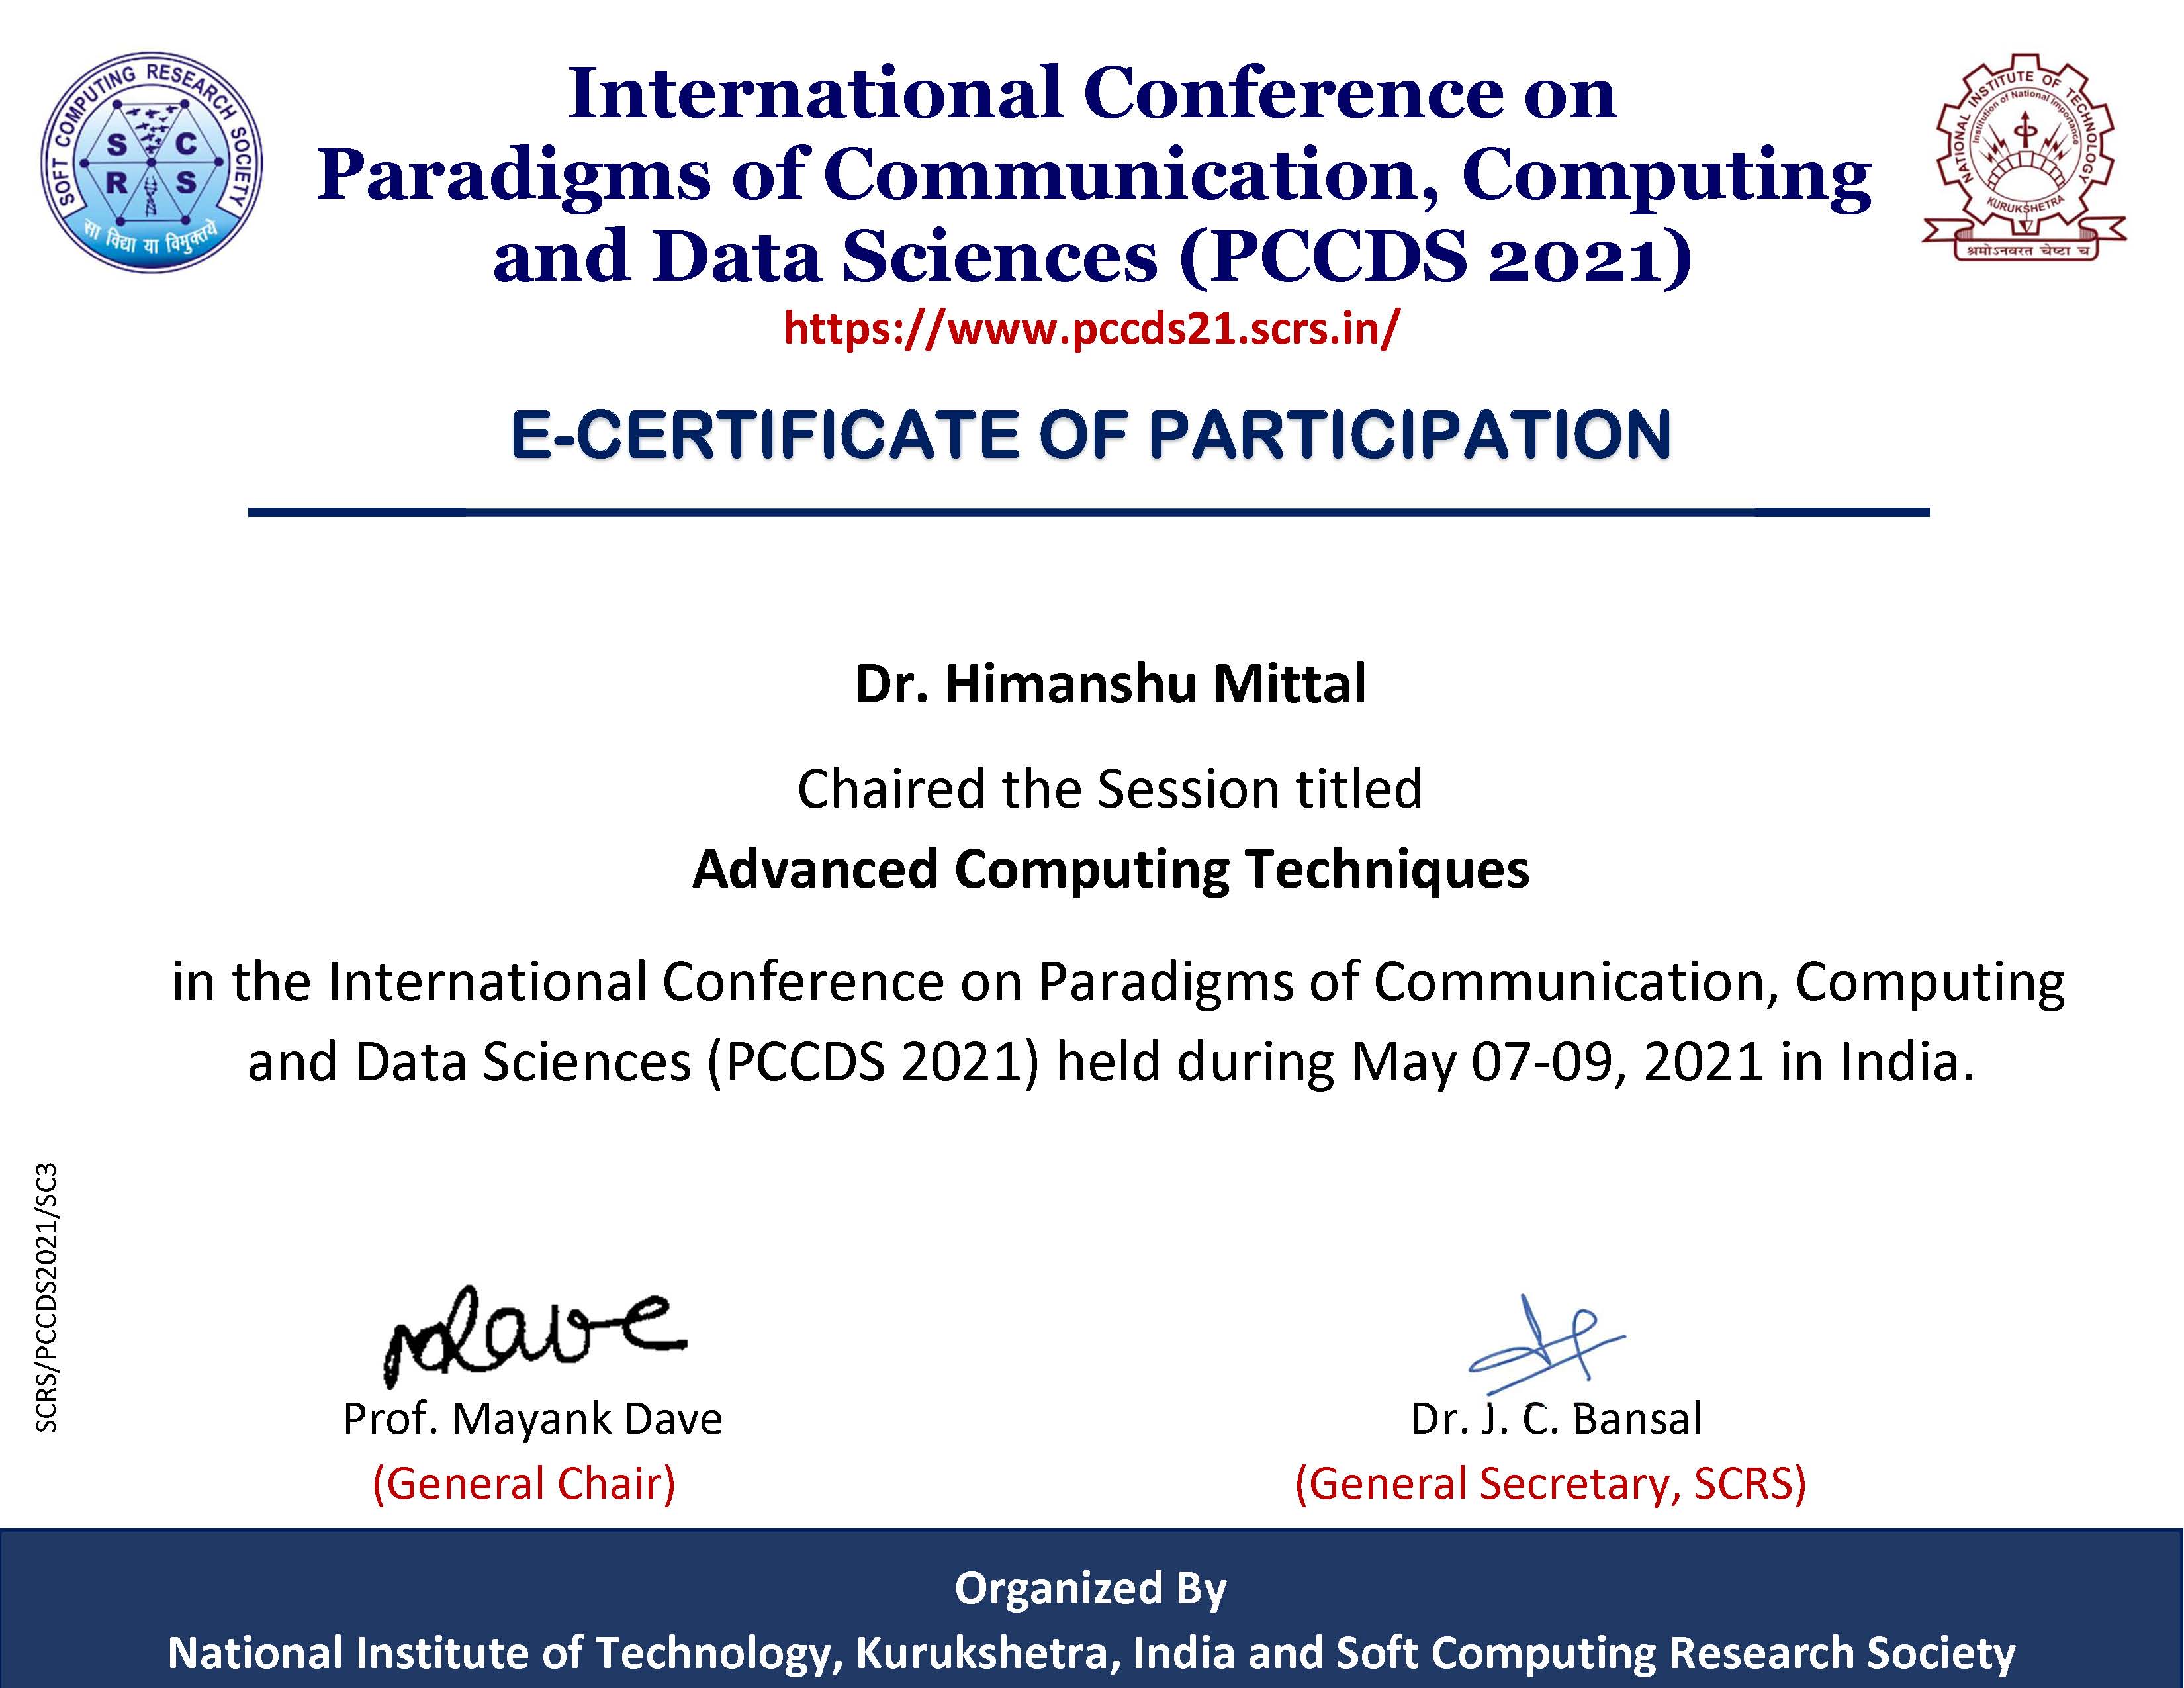 SOFT COMPUTING RESEARCH SOCIETY
S C
R S
सा विद्या या विमुक्तये
International Conference on
Paradigms of Communication, Computing
and Data Sciences (PCCDS 2021)
https://www.pccds21.scrs.in/
NATIONAL INSTITUTE OF TECHNOLOGY
Institution of National Importance
KURUKSHETRA
श्रमोऽनवरत चेष्टा च
E-CERTIFICATE OF PARTICIPATION
Dr. Himanshu Mittal
Chaired the Session titled
Advanced Computing Techniques
in the International Conference on Paradigms of Communication, Computing
and Data Sciences (PCCDS 2021) held during May 07-09, 2021 in India.
SCRS/PCCDS2021/SC3
Prof. Mayank Dave
(General Chair)
Dr. J. C. Bansal
(General Secretary, SCRS)
Organized By
National Institute of Technology, Kurukshetra, India and Soft Computing Research Society